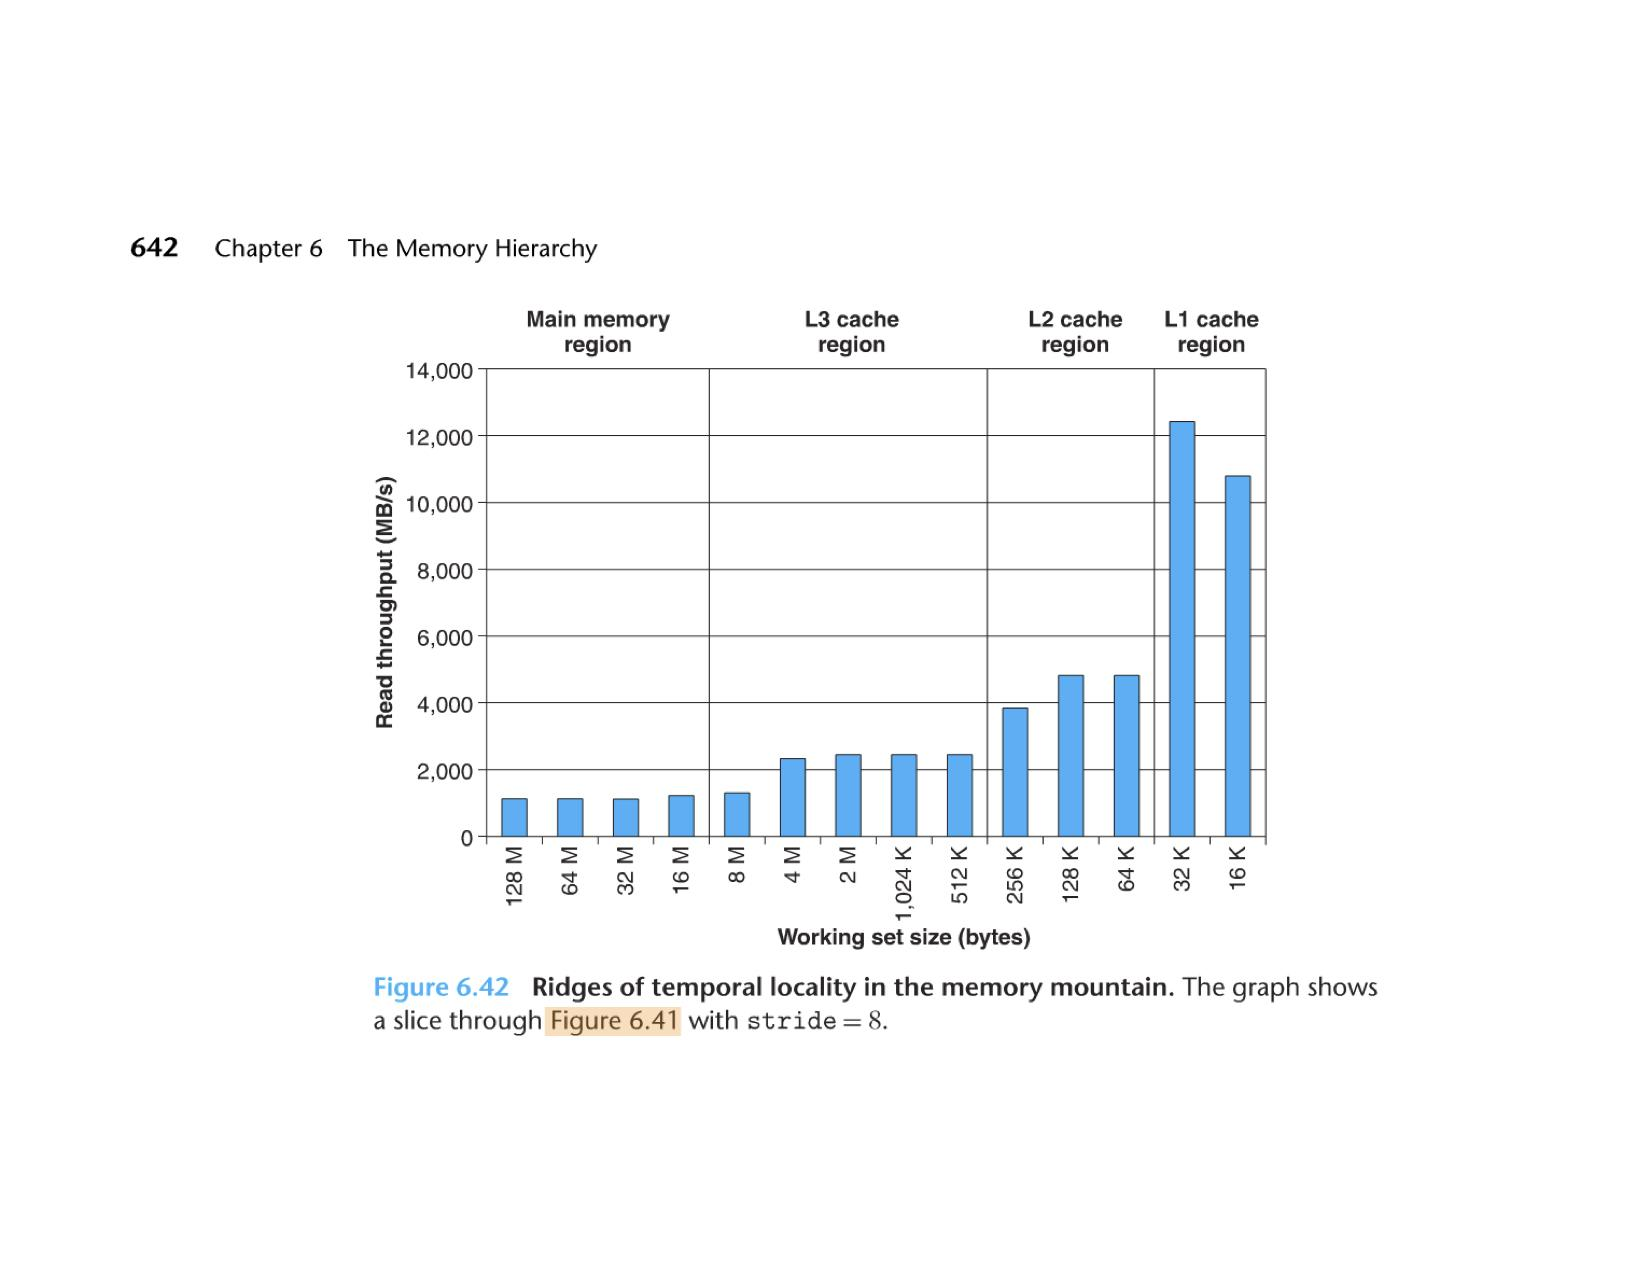 642 Chapter 6 The Memory Hierarchy
Main memory region
L3 cache region
L2 cache region
L1 cache region
14,000
12,000
10,000
8,000
6,000
4,000
2,000
0
Read throughput (MB/s)
128 M
64 M
32 M
16 M
8 M
4 M
2 M
1,024 K
512 K
256 K
128 K
64 K
32 K
16 K
Working set size (bytes)
Figure 6.42 Ridges of temporal locality in the memory mountain. The graph shows
a slice through Figure 6.41 with stride = 8.